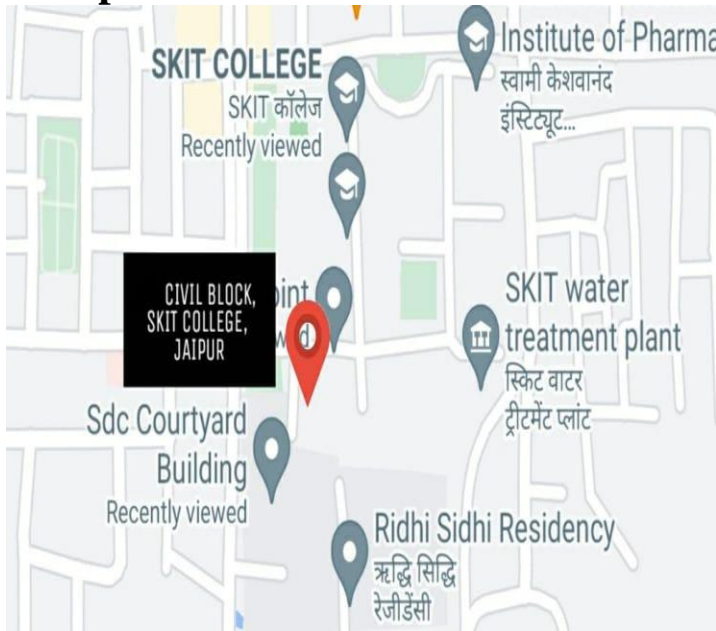 SKIT COLLEGE
SKIT कॉलेज
Recently viewed
Institute of Pharma
स्वामी केशवानंद
इंस्टिट्यूट...
CIVIL BLOCK,
SKIT COLLEGE,
JAIPUR
SKIT water
treatment plant
स्किट वाटर
ट्रीटमेंट प्लांट
Sdc Courtyard
Building
Recently viewed
Ridhi Sidhi Residency
ऋद्धि सिद्धि
रेजीडेंसी